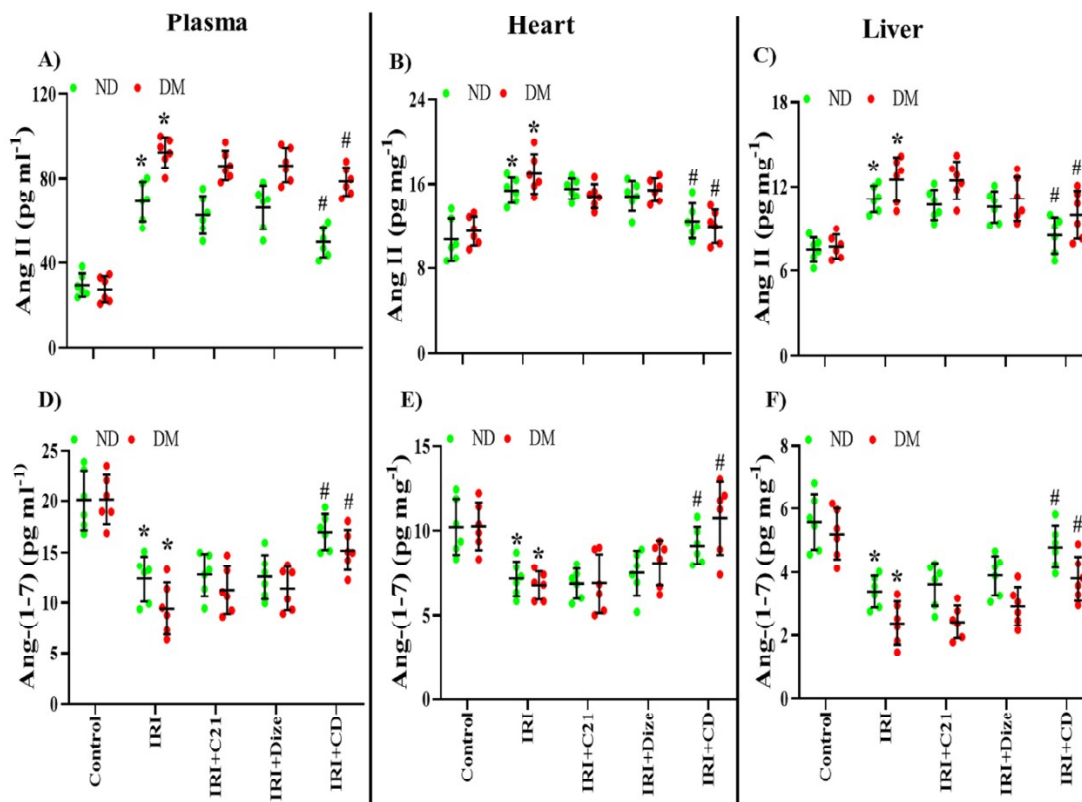 Plasma
Heart
Liver
A)
ND DM
Ang II (pg ml⁻¹)
120
80
40
0
* *
# #
B)
ND DM
Ang II (pg mg⁻¹)
24
16
8
0
* *
# #
C)
ND DM
Ang II (pg mg⁻¹)
18
12
6
0
* *
# #
D)
ND DM
Ang-(1-7) (pg ml⁻¹)
25
20
15
10
5
0
* *
# #
Control
IRI
IRI+C21
IRI+Dize
IRI+CD
E)
ND DM
Ang-(1-7) (pg mg⁻¹)
15
10
5
0
* *
# #
Control
IRI
IRI+C21
IRI+Dize
IRI+CD
F)
ND DM
Ang-(1-7) (pg mg⁻¹)
8
6
4
2
0
* *
# #
Control
IRI
IRI+C21
IRI+Dize
IRI+CD